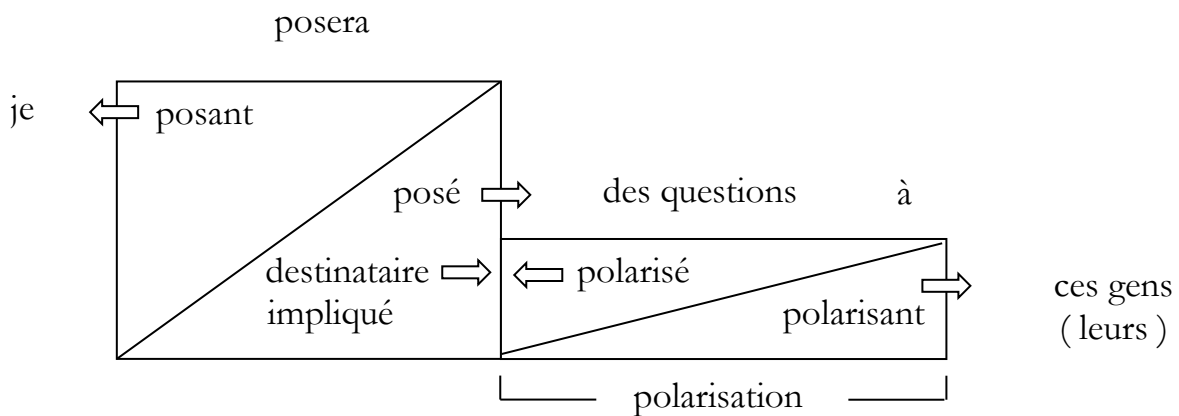 posera
je
posant
posé
des questions à
destinataire
impliqué
polarisé
polarisant
ces gens
( leurs )
polarisation